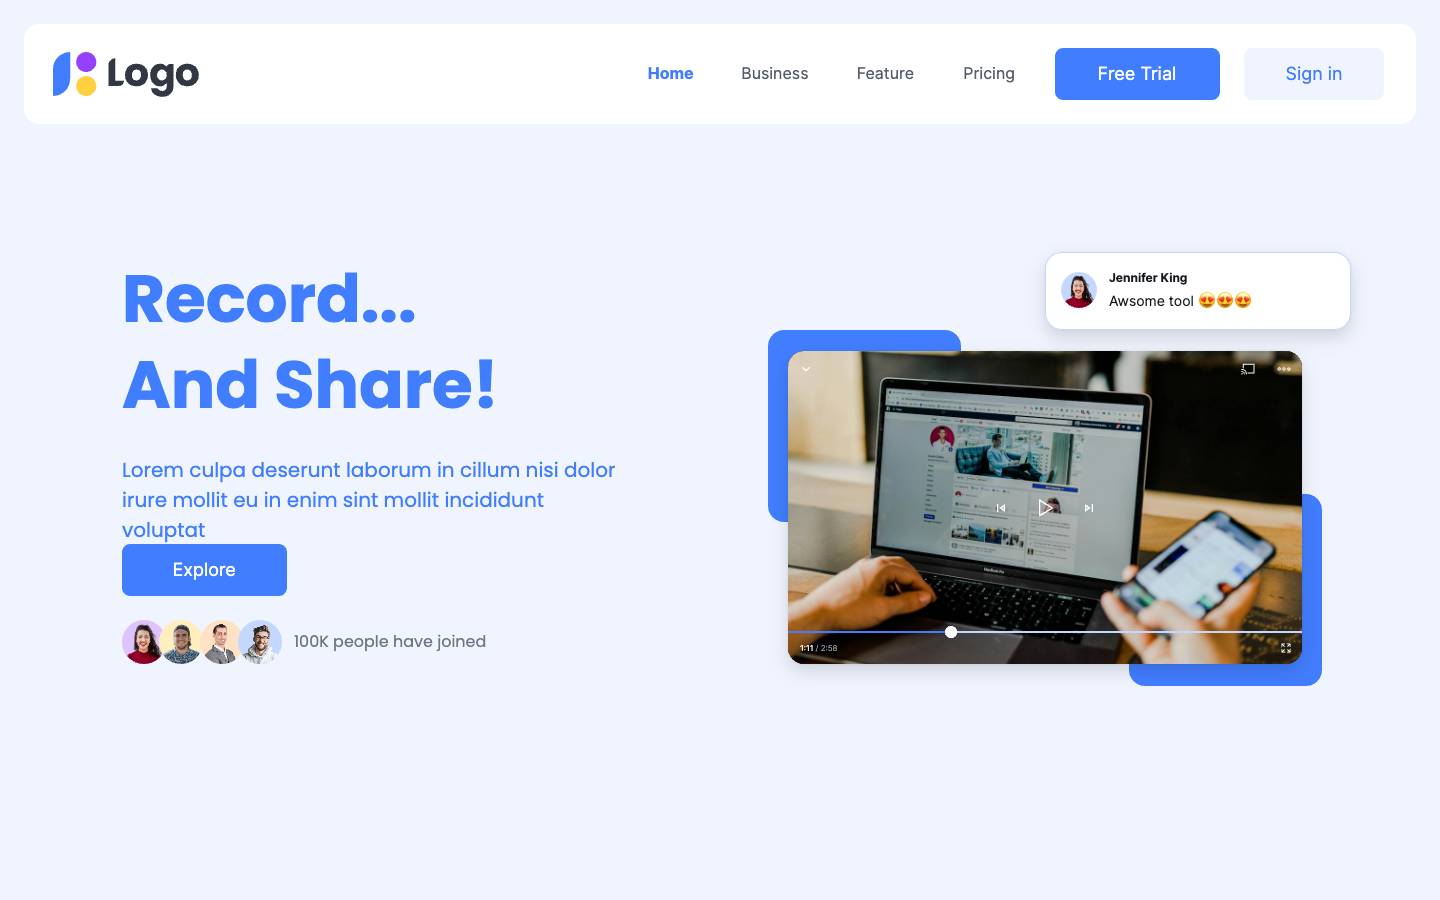 Logo
Home
Business
Feature
Pricing
Free Trial
Sign in
Record...
And Share!
Lorem culpa deserunt laborum in cillum nisi dolor
irure mollit eu in enim sint mollit incididunt
voluptat
Explore
100K people have joined
Jennifer King
Awsome tool 😍😍😍
MacBook Pro
1:11 / 2:58